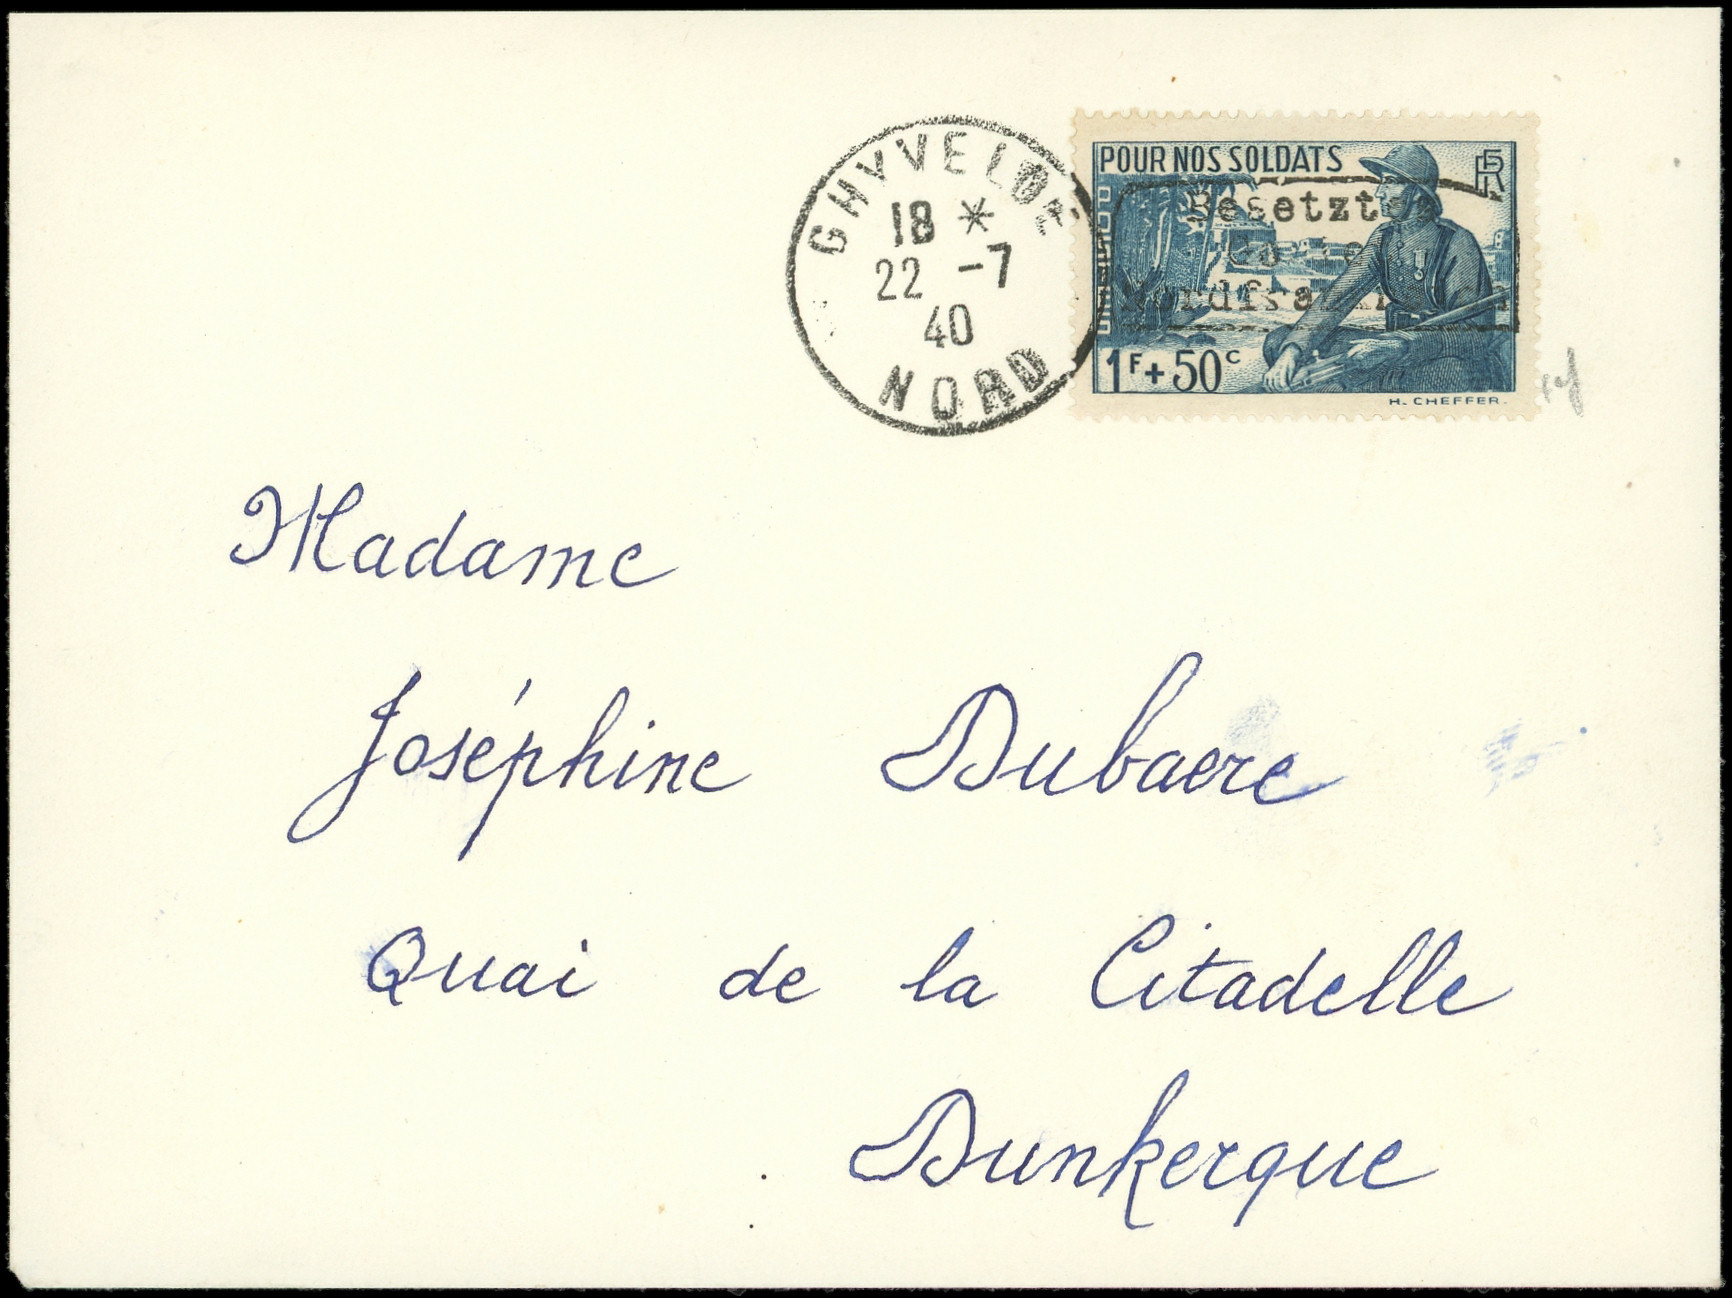 GHYVELDE
18 *
22 -7
40
NORD
POUR NOS SOLDATS
RF
Besetztes
1F + 50c
H. CHEFFER.
Madame
Joséphine Dubaere
Quai de la Citadelle
Dunkerque